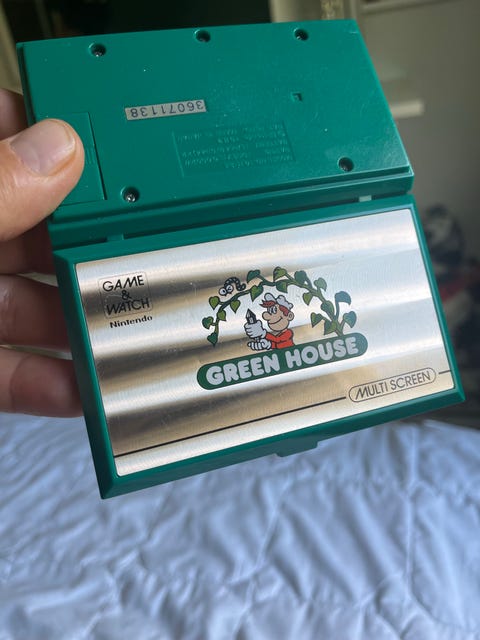 36071138
GAME
&
WATCH
Nintendo
GREEN HOUSE
MULTI SCREEN